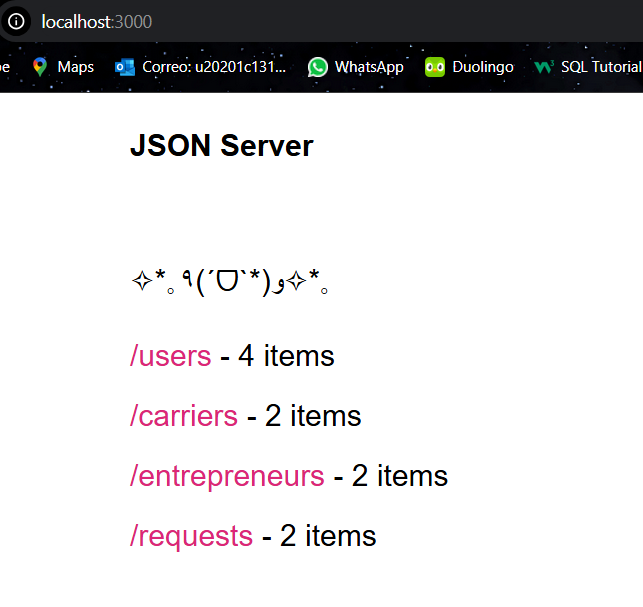 localhost:3000
Maps Correo: u20201c131... WhatsApp Duolingo SQL Tutorial
JSON Server
✧*｡٩(ˊᗜˋ*)و✧*｡
/users - 4 items
/carriers - 2 items
/entrepreneurs - 2 items
/requests - 2 items